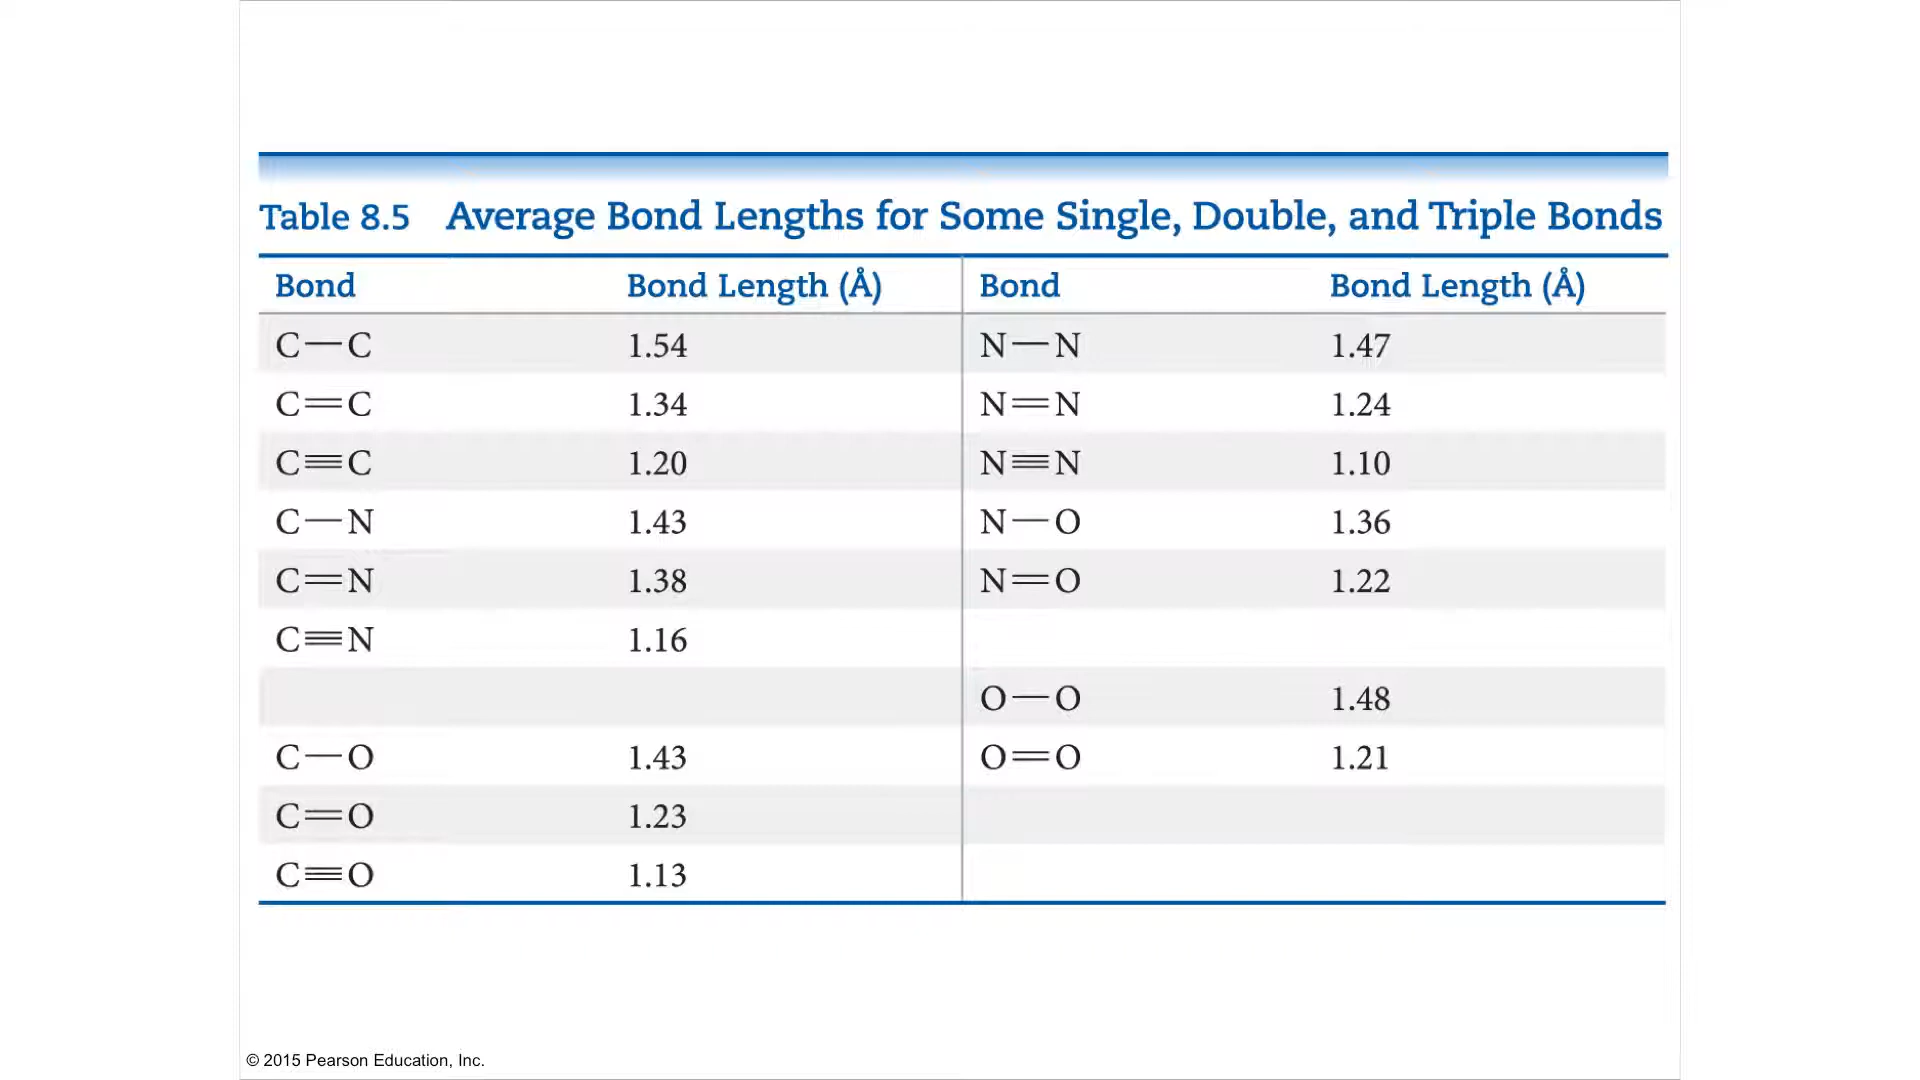 Table 8.5 Average Bond Lengths for Some Single, Double, and Triple Bonds
Bond Bond Length (Å) Bond Bond Length (Å)
C—C 1.54 N—N 1.47
C=C 1.34 N=N 1.24
C≡C 1.20 N≡N 1.10
C—N 1.43 N—O 1.36
C=N 1.38 N=O 1.22
C≡N 1.16
O—O 1.48
C—O 1.43 O=O 1.21
C=O 1.23
C≡O 1.13
© 2015 Pearson Education, Inc.